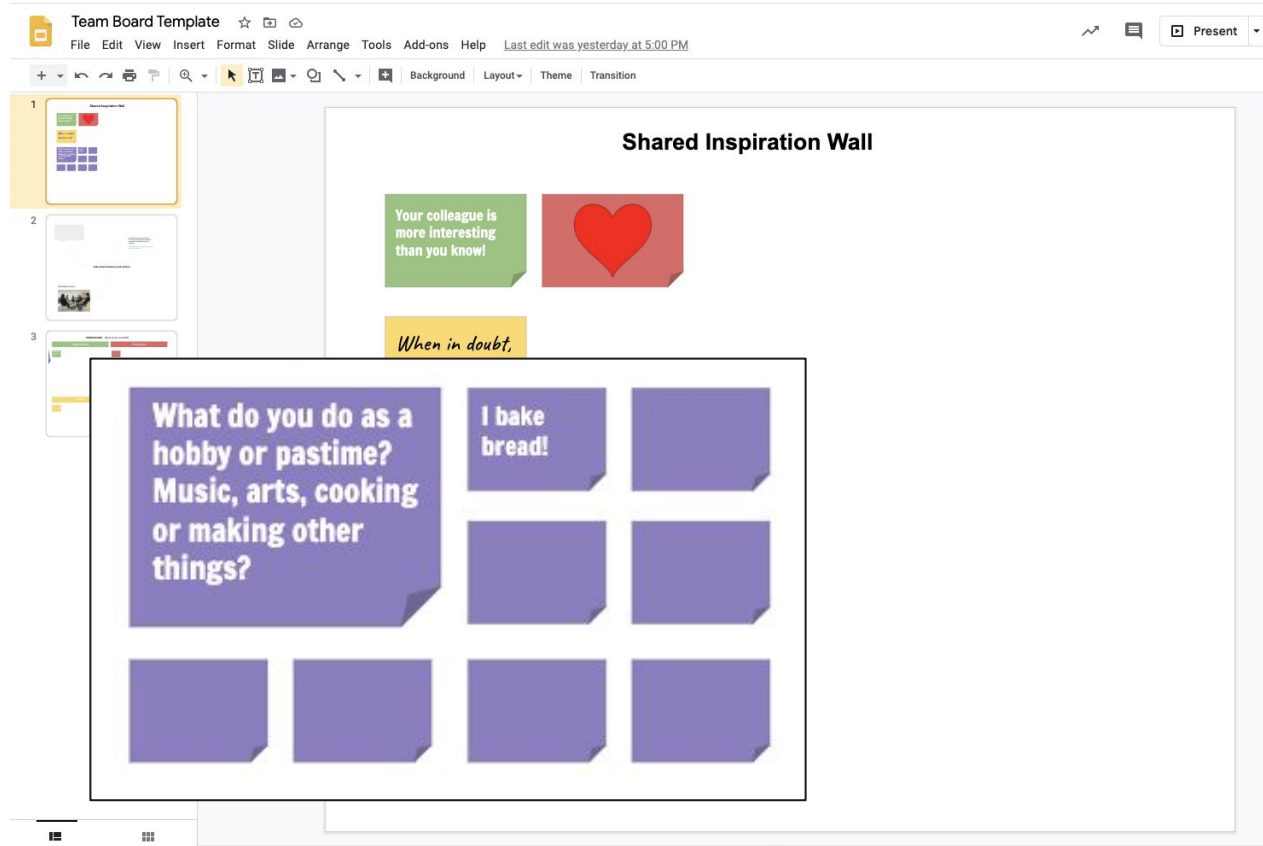 Team Board Template
File Edit View Insert Format Slide Arrange Tools Add-ons Help Last edit was yesterday at 5:00 PM
Present
Background Layout Theme Transition
1
2
3
Shared Inspiration Wall
Shared Inspiration Wall
Your colleague is
more interesting
than you know!
When in doubt,
What do you do as a
hobby or pastime?
Music, arts, cooking
or making other
things?
I bake
bread!